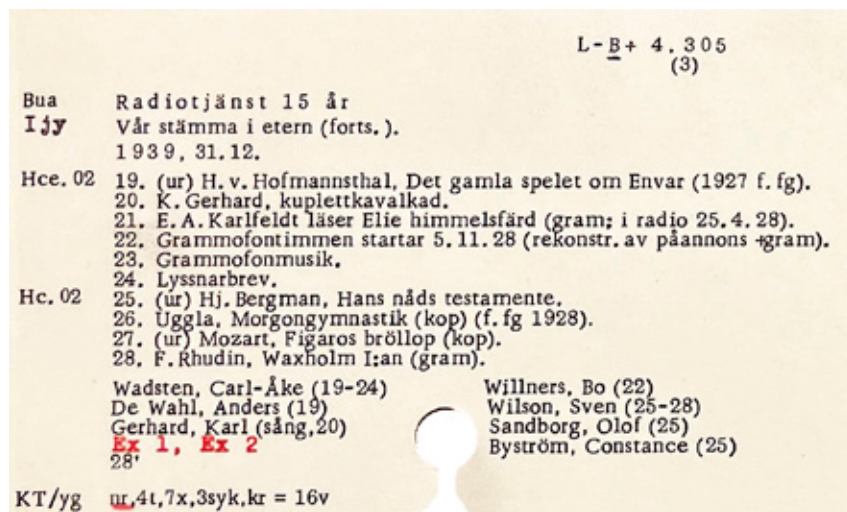 L-B+ 4.305
(3)
Bua Radiotjänst 15 år
Ijy Vår stämma i etern (forts.).
1939, 31.12.
Hce.02 19. (ur) H.v.Hofmannsthal, Det gamla spelet om Envar (1927 f.fg).
20. K.Gerhard, kuplettkavalkad.
21. E.A.Karlfeldt läser Elie himmelsfärd (gram; i radio 25.4.28).
22. Grammofontimmen startar 5.11.28 (rekonstr. av påannons +gram).
23. Grammofonmusik.
24. Lyssnarbrev.
Hc.02 25. (ur) Hj.Bergman, Hans nåds testamente.
26. Uggla, Morgongymnastik (kop) (f.fg 1928).
27. (ur) Mozart, Figaros bröllop (kop).
28. F.Rhudin, Waxholm I:an (gram).
Wadsten, Carl-Åke (19-24) Willners, Bo (22)
De Wahl, Anders (19) Wilson, Sven (25-28)
Gerhard, Karl (sång,20) Sandborg, Olof (25)
Ex 1, Ex 2 Byström, Constance (25)
28'
KT/yg nr,4t,7x,3syk,kr = 16v